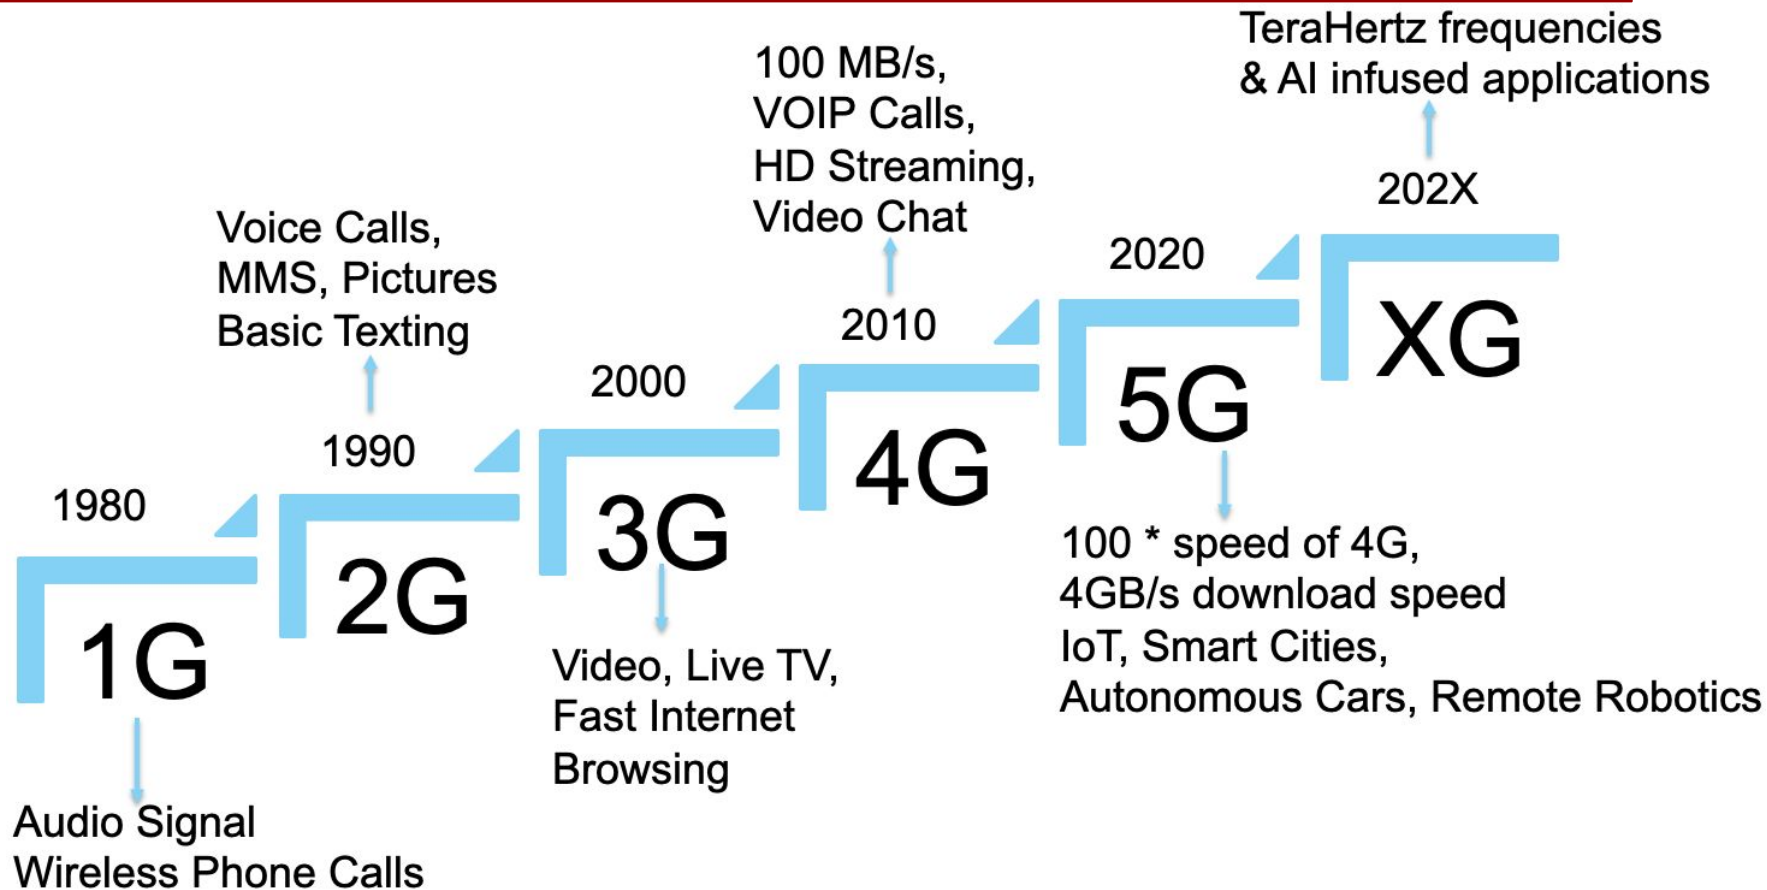 1980
1G
Audio Signal
Wireless Phone Calls
Voice Calls,
MMS, Pictures
Basic Texting
1990
2G
2000
3G
Video, Live TV,
Fast Internet
Browsing
100 MB/s,
VOIP Calls,
HD Streaming,
Video Chat
2010
4G
2020
5G
100 * speed of 4G,
4GB/s download speed
IoT, Smart Cities,
Autonomous Cars, Remote Robotics
TeraHertz frequencies
& AI infused applications
202X
XG